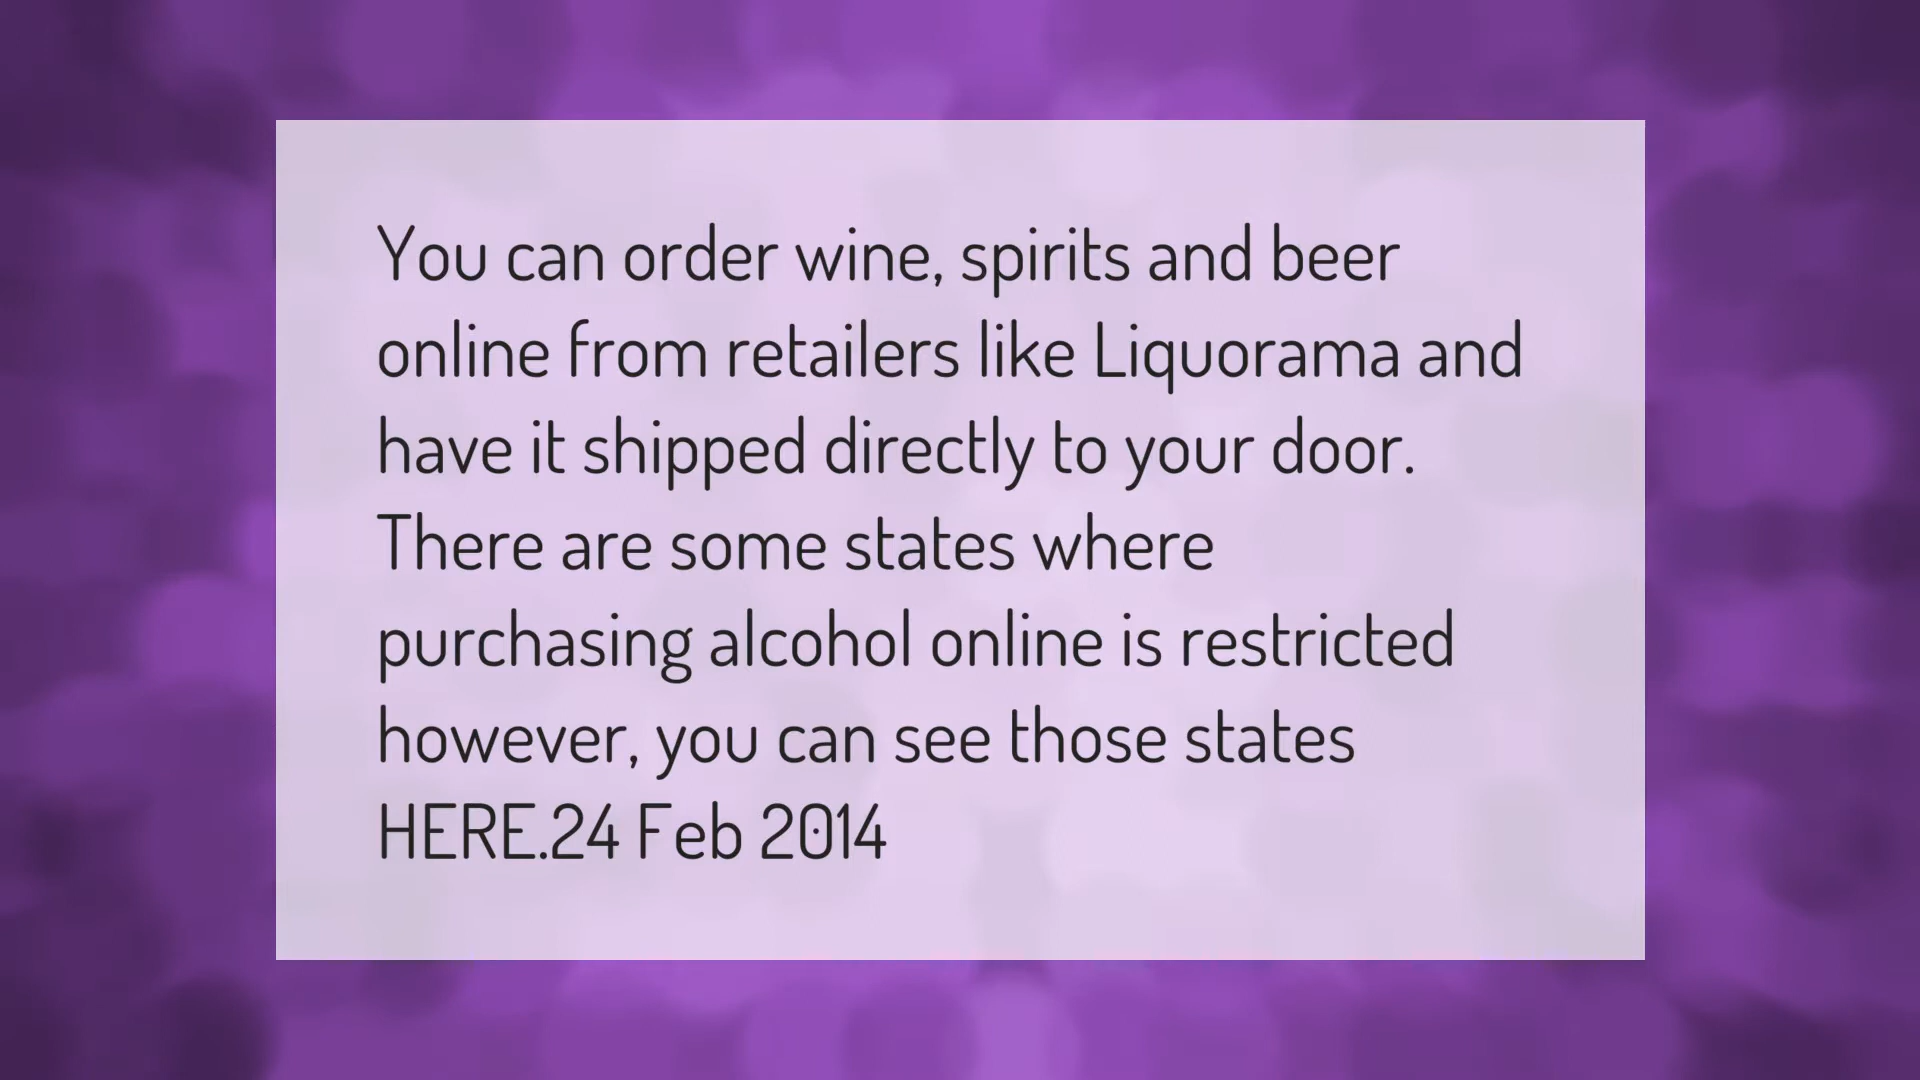 You can order wine, spirits and beer
online from retailers like Liquorama and
have it shipped directly to your door.
There are some states where
purchasing alcohol online is restricted
however, you can see those states
HERE.24 Feb 2014